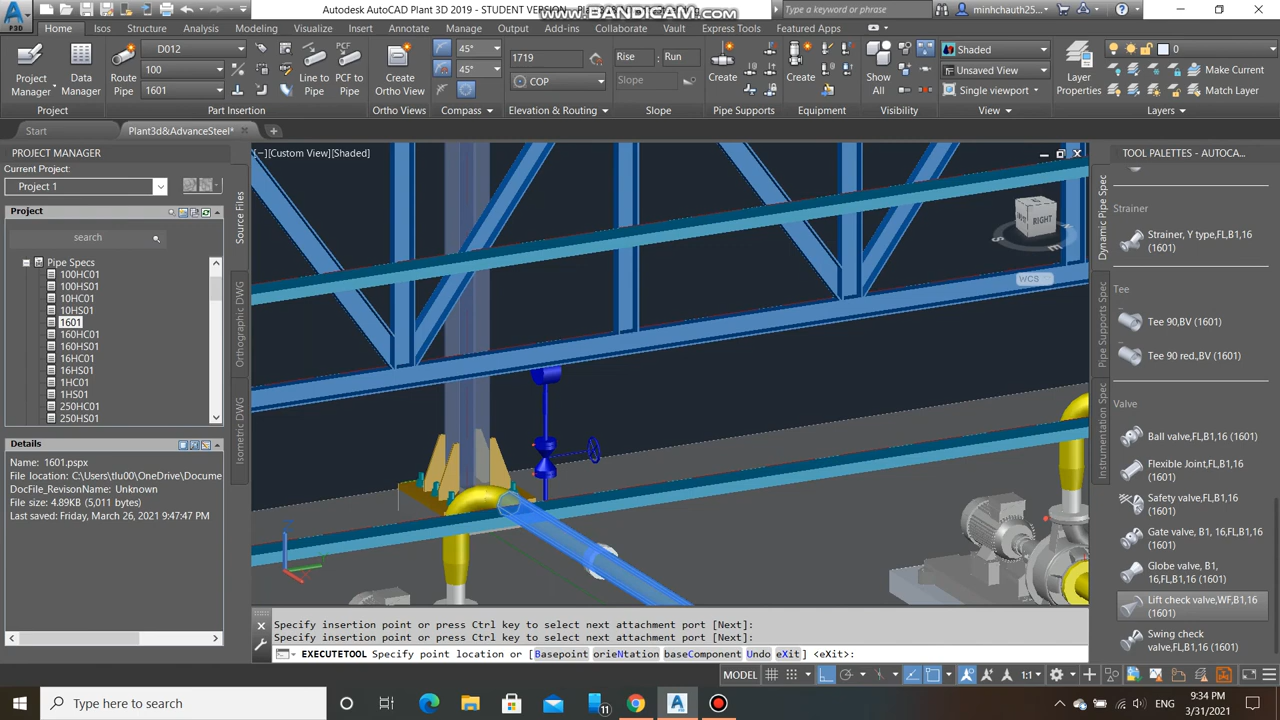 Autodesk AutoCAD Plant 3D 2019 - STUDENT VERSION
www.BANDICAM.com
Type a keyword or phrase
minhchauth25...
P3D
Home Isos Structure Analysis Modeling Visualize Insert Annotate Manage Output Add-ins Collaborate Vault Express Tools Featured Apps
Project Manager
Data Manager
Route Pipe
D012
100
1601
Line to Pipe
PCF to Pipe
Create Ortho View
45°
45°
1719
COP
Rise :
Run
Slope
Create
Create
Show All
Shaded
Unsaved View
Single viewport
Layer Properties
0
Make Current
Match Layer
Project Part Insertion Ortho Views Compass Elevation & Routing Slope Pipe Supports Equipment Visibility View Layers
Start
Plant3d&AdvanceSteel*
PROJECT MANAGER
Current Project:
Project 1
Project
search
Pipe Specs
100HC01
100HS01
10HC01
10HS01
1601
160HC01
160HS01
16HC01
16HS01
1HC01
1HS01
250HC01
250HS01
Details
Name: 1601.pspx
File location: C:\Users\tlu00\OneDrive\Docume
DocFile_RevisonName: Unknown
File size: 4.89KB (5,011 bytes)
Last saved: Friday, March 26, 2021 9:47:47 PM
Source Files
Orthographic DWG
Isometric DWG
[−][Custom View][Shaded]
RIGHT
S
E
WCS
Specify insertion point or press Ctrl key to select next attachment port [Next]:
Specify insertion point or press Ctrl key to select next attachment port [Next]:
EXECUTETOOL Specify point location or [Basepoint orieNtation baseComponent Undo eXit] <eXit>:
TOOL PALETTES - AUTOCA...
Dynamic Pipe Spec
Pipe Supports Spec
Instrumentation Spec
Strainer
Strainer, Y type,FL,B1,16 (1601)
Tee
Tee 90,BV (1601)
Tee 90 red.,BV (1601)
Valve
Ball valve,FL,B1,16 (1601)
Flexible Joint,FL,B1,16 (1601)
Safety valve,FL,B1,16 (1601)
Gate valve, B1, 16,FL,B1,16 (1601)
Globe valve, B1, 16,FL,B1,16 (1601)
Lift check valve,WF,B1,16 (1601)
Swing check valve,FL,B1,16 (1601)
MODEL
1:1
Type here to search
11
ENG
9:34 PM
3/31/2021